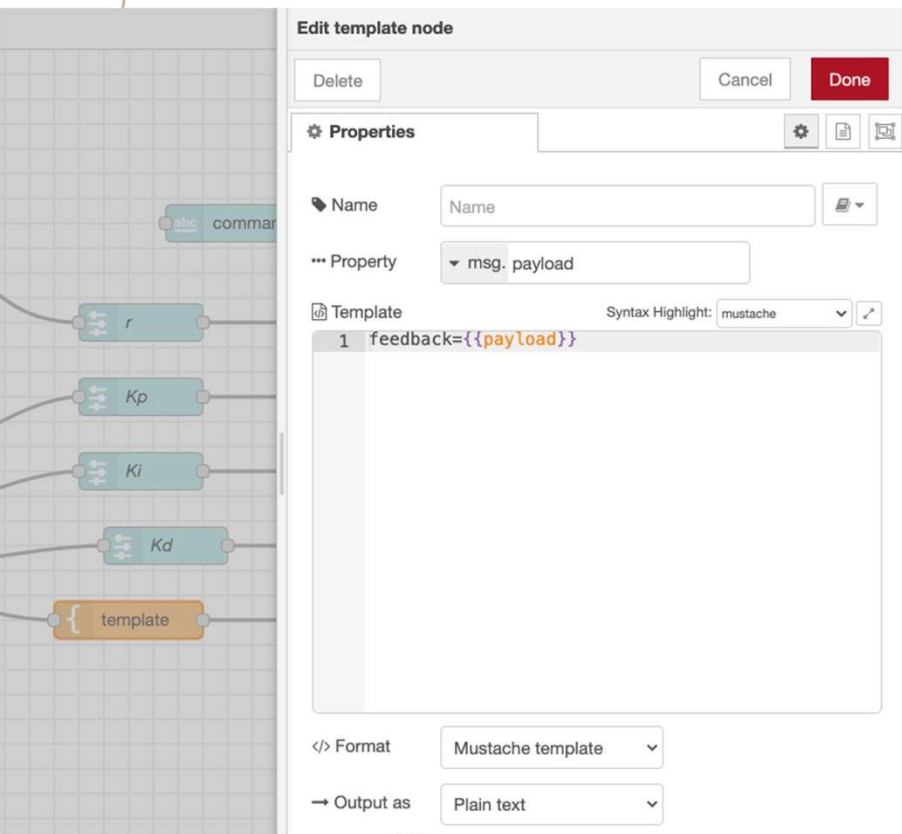 Edit template node
Delete
Cancel
Done
Properties
Name
Name
Property
msg. payload
Template
Syntax Highlight: mustache
1 feedback={{payload}}
Format
Mustache template
Output as
Plain text
abc
r
Kp
Ki
Kd
template